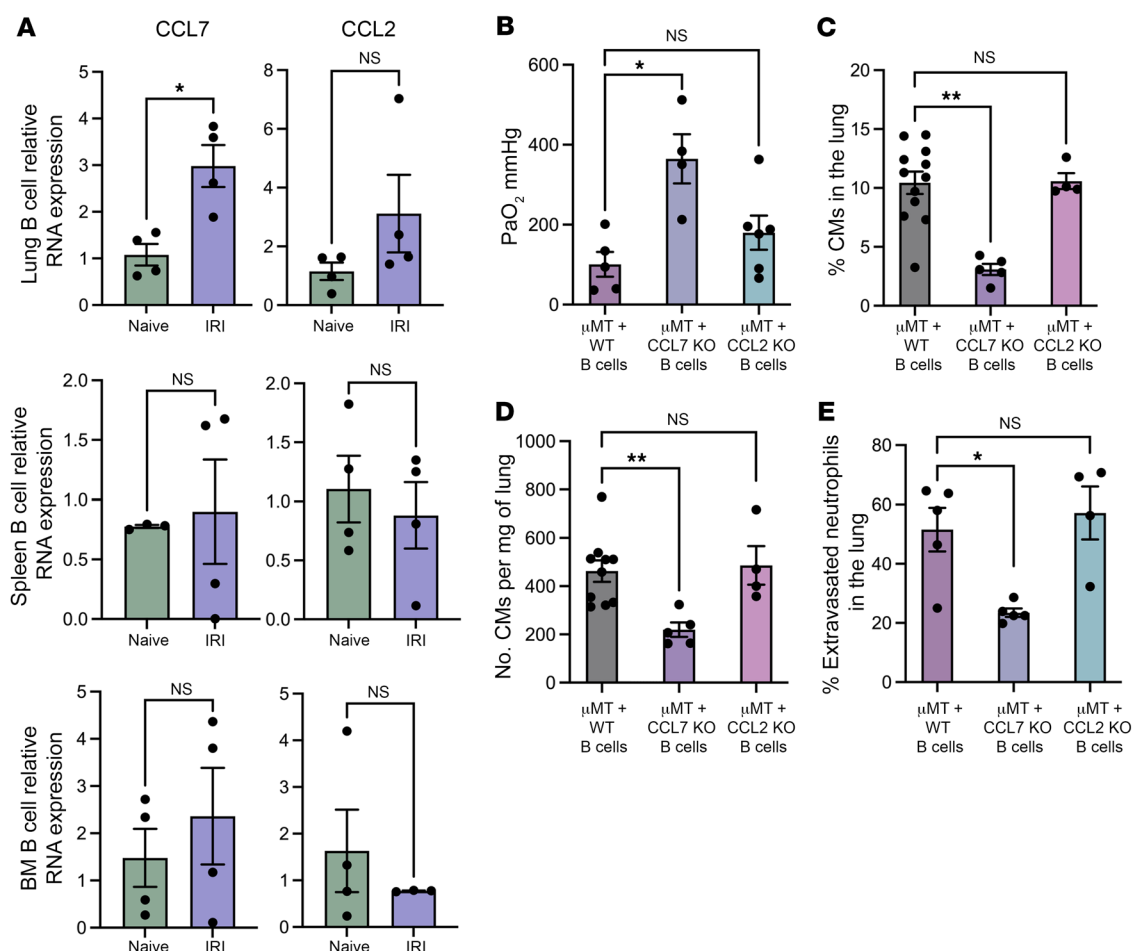 A
CCL7
CCL2
Lung B cell relative
RNA expression
5
4
3
2
1
0
*
Naive
IRI
8
6
4
2
0
NS
Naive
IRI
Spleen B cell relative
RNA expression
2.0
1.5
1.0
0.5
0.0
NS
Naive
IRI
2.0
1.5
1.0
0.5
0.0
NS
Naive
IRI
BM B cell relative
RNA expression
5
4
3
2
1
0
NS
Naive
IRI
5
4
3
2
1
0
NS
Naive
IRI
B
PaO2 mmHg
600
400
200
0
NS
*
μMT +
WT
B cells
μMT +
CCL7 KO
B cells
μMT +
CCL2 KO
B cells
C
% CMs in the lung
20
15
10
5
0
NS
**
μMT +
WT
B cells
μMT +
CCL7 KO
B cells
μMT +
CCL2 KO
B cells
D
No. CMs per mg of lung
1000
800
600
400
200
0
NS
**
μMT +
WT
B cells
μMT +
CCL7 KO
B cells
μMT +
CCL2 KO
B cells
E
% Extravasated neutrophils
in the lung
80
60
40
20
0
NS
*
μMT +
WT
B cells
μMT +
CCL7 KO
B cells
μMT +
CCL2 KO
B cells